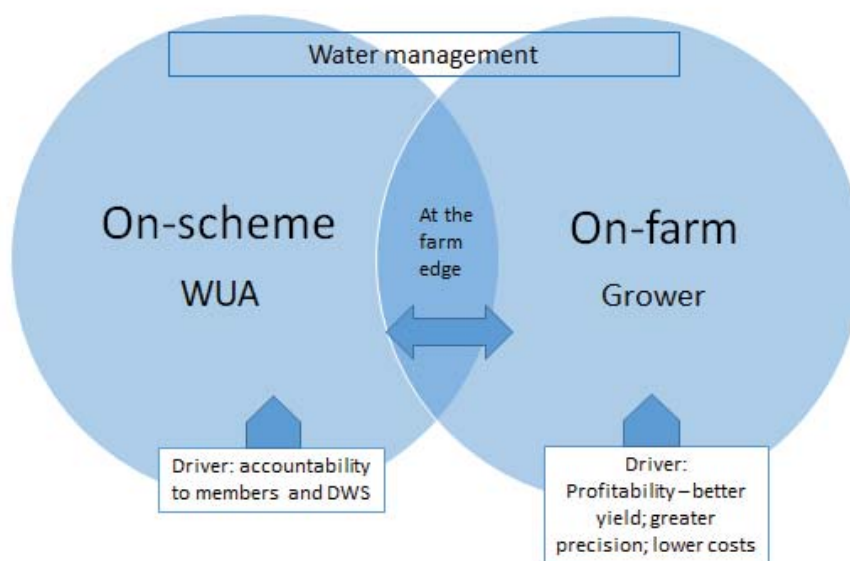 Water management
On-scheme
WUA
At the
farm
edge
On-farm
Grower
Driver: accountability
to members and DWS
Driver:
Profitability – better
yield; greater
precision; lower costs